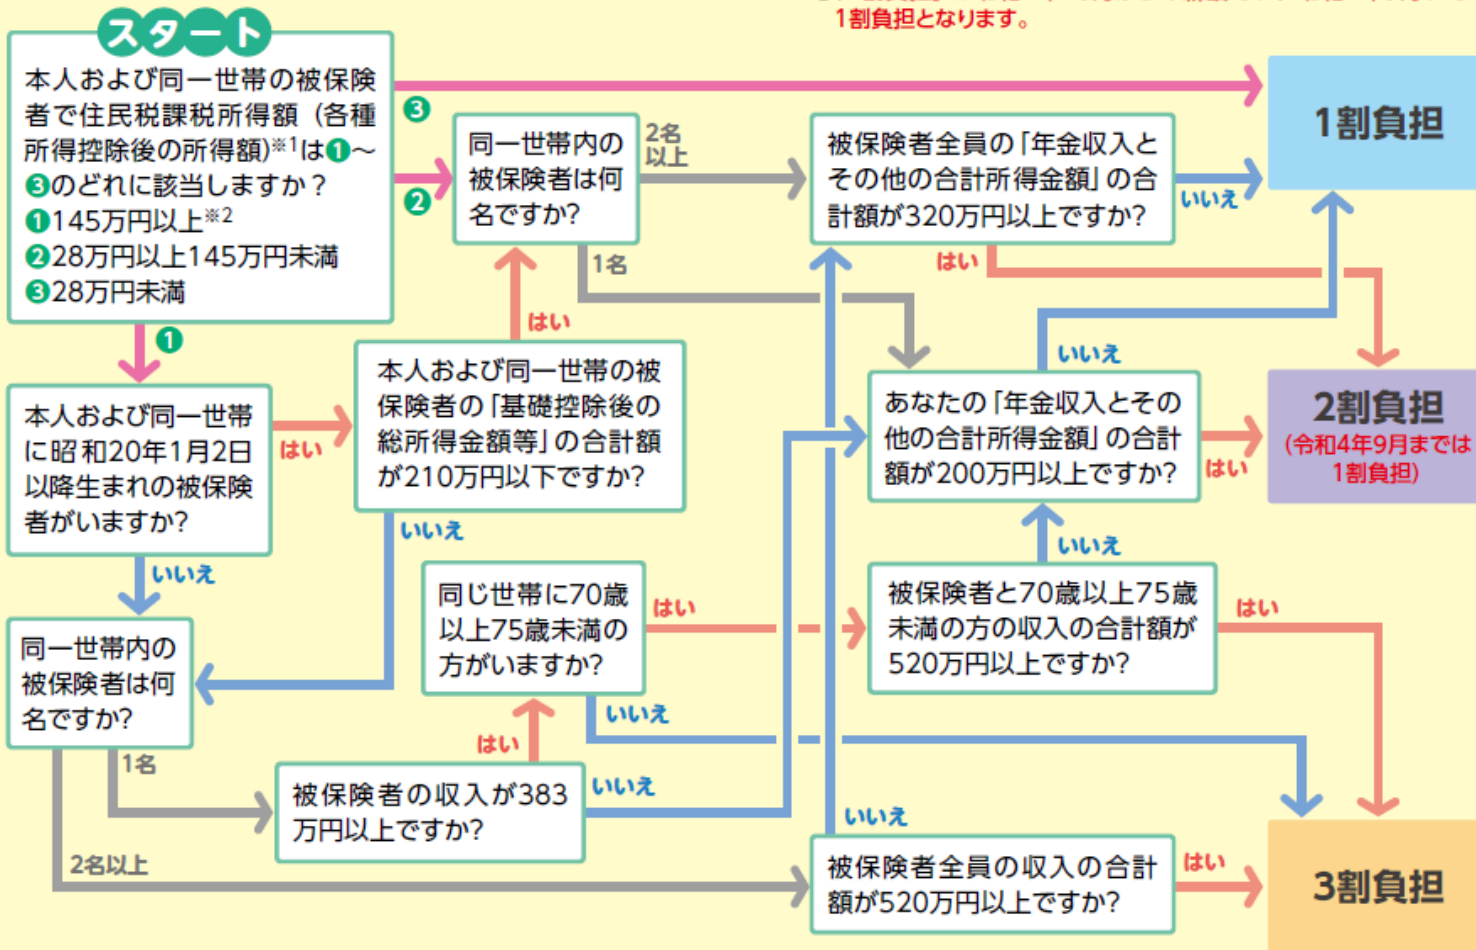 1割負担となります。
スタート
本人および同一世帯の被保険
者で住民税課税所得額（各種
所得控除後の所得額)※1は❶～
❸のどれに該当しますか？
❶145万円以上※2
❷28万円以上145万円未満
❸28万円未満
❸
❷
❶
同一世帯内の
被保険者は何
名ですか?
2名
以上
1名
被保険者全員の「年金収入と
その他の合計所得金額」の合
計額が320万円以上ですか?
いいえ
はい
1割負担
本人および同一世帯
に昭和20年1月2日
以降生まれの被保険
者がいますか?
はい
いいえ
本人および同一世帯の被
保険者の「基礎控除後の
総所得金額等」の合計額
が210万円以下ですか?
はい
いいえ
あなたの「年金収入とその
他の合計所得金額」の合計
額が200万円以上ですか?
いいえ
はい
2割負担
(令和4年9月までは
1割負担)
同一世帯内の
被保険者は何
名ですか?
1名
2名以上
同じ世帯に70歳
以上75歳未満の
方がいますか?
はい
いいえ
被保険者と70歳以上75歳
未満の方の収入の合計額が
520万円以上ですか?
いいえ
はい
被保険者の収入が383
万円以上ですか?
はい
いいえ
被保険者全員の収入の合計
額が520万円以上ですか?
いいえ
はい
3割負担